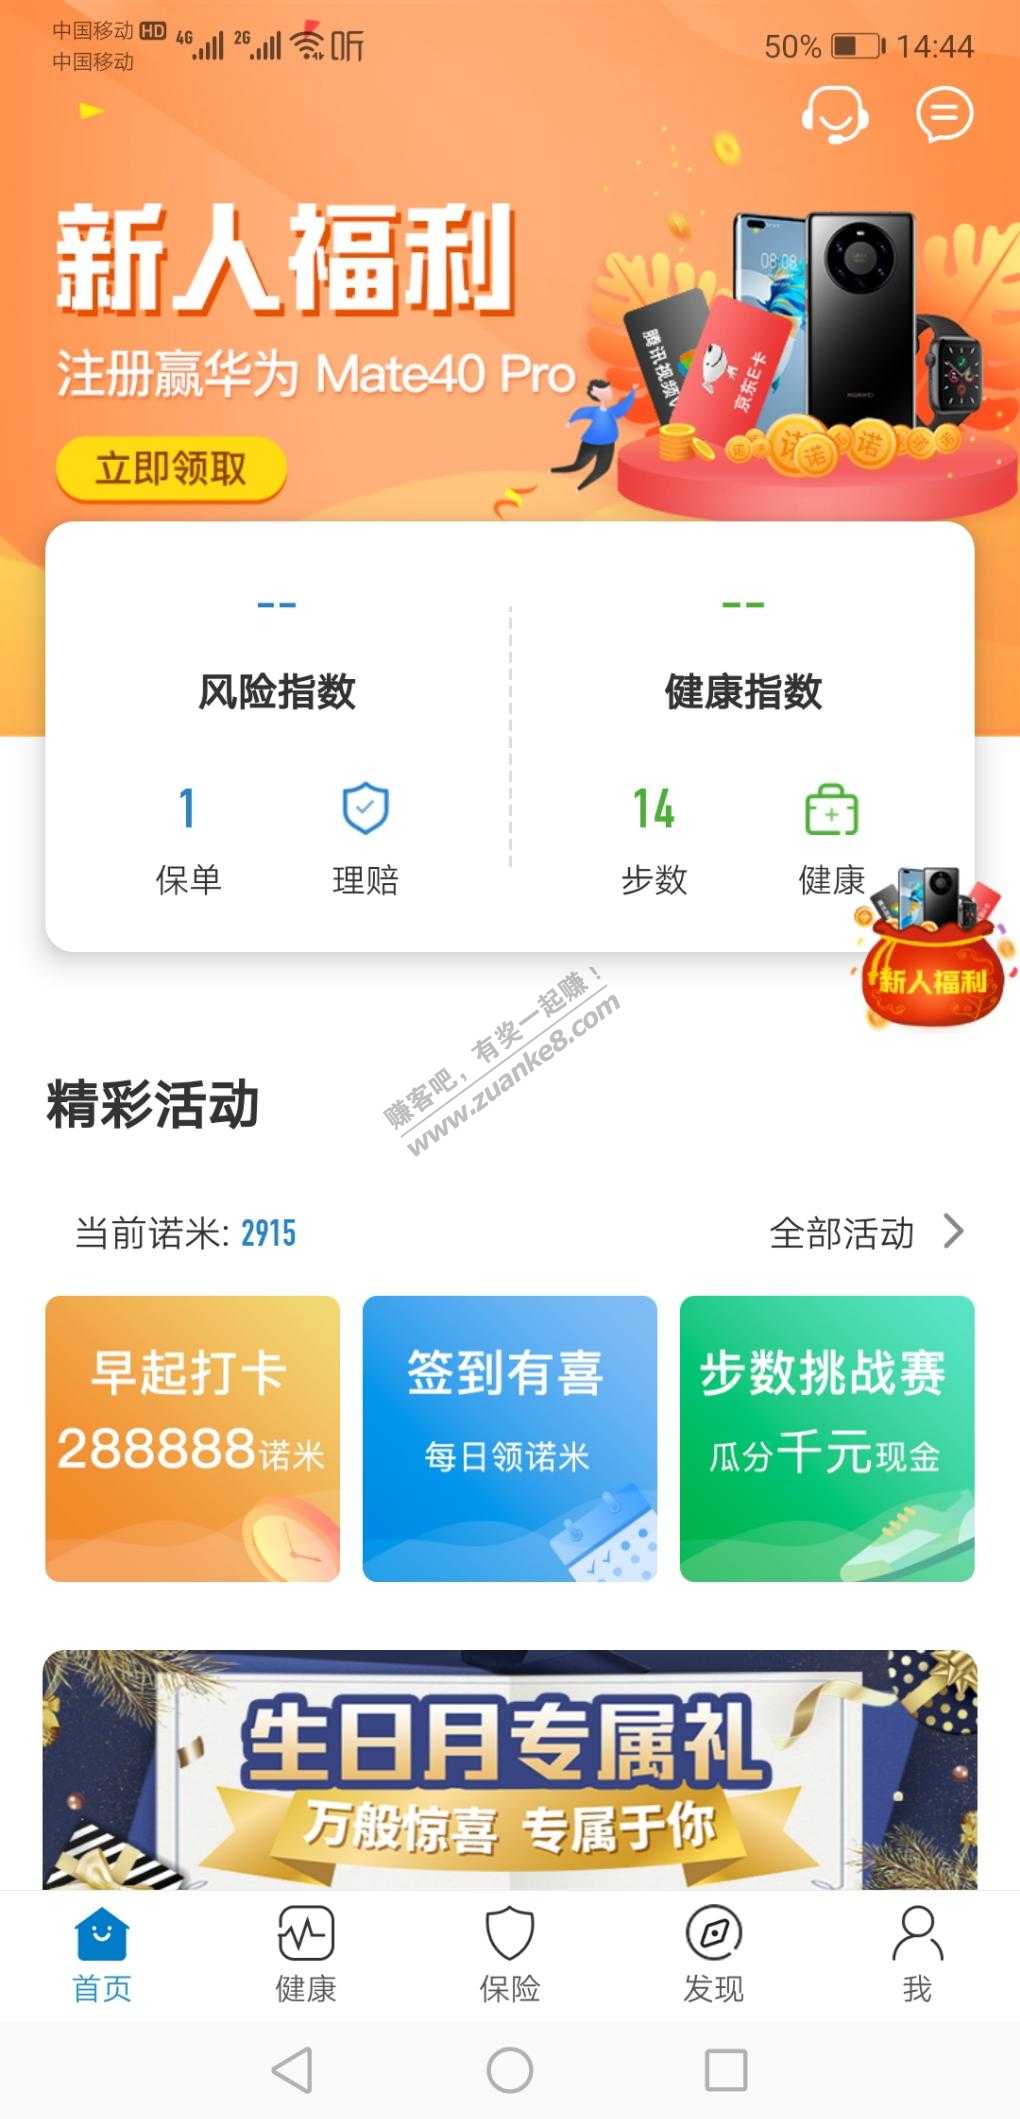 中国移动 HD 4G 2G 听 50% 14:44
中国移动
新人福利
注册赢华为 Mate40 Pro
立即领取
08:08
腾讯视频V
京东E卡
诺 诺 诺
-- --
风险指数 健康指数
1 14
保单 理赔 步数 健康
新人福利
赚客吧，有奖一起赚！
www.zuanke8.com
精彩活动
当前诺米: 2915 全部活动
早起打卡 签到有喜 步数挑战赛
288888诺米 每日领诺米 瓜分千元现金
生日月专属礼
万般惊喜 专属于你
首页 健康 保险 发现 我